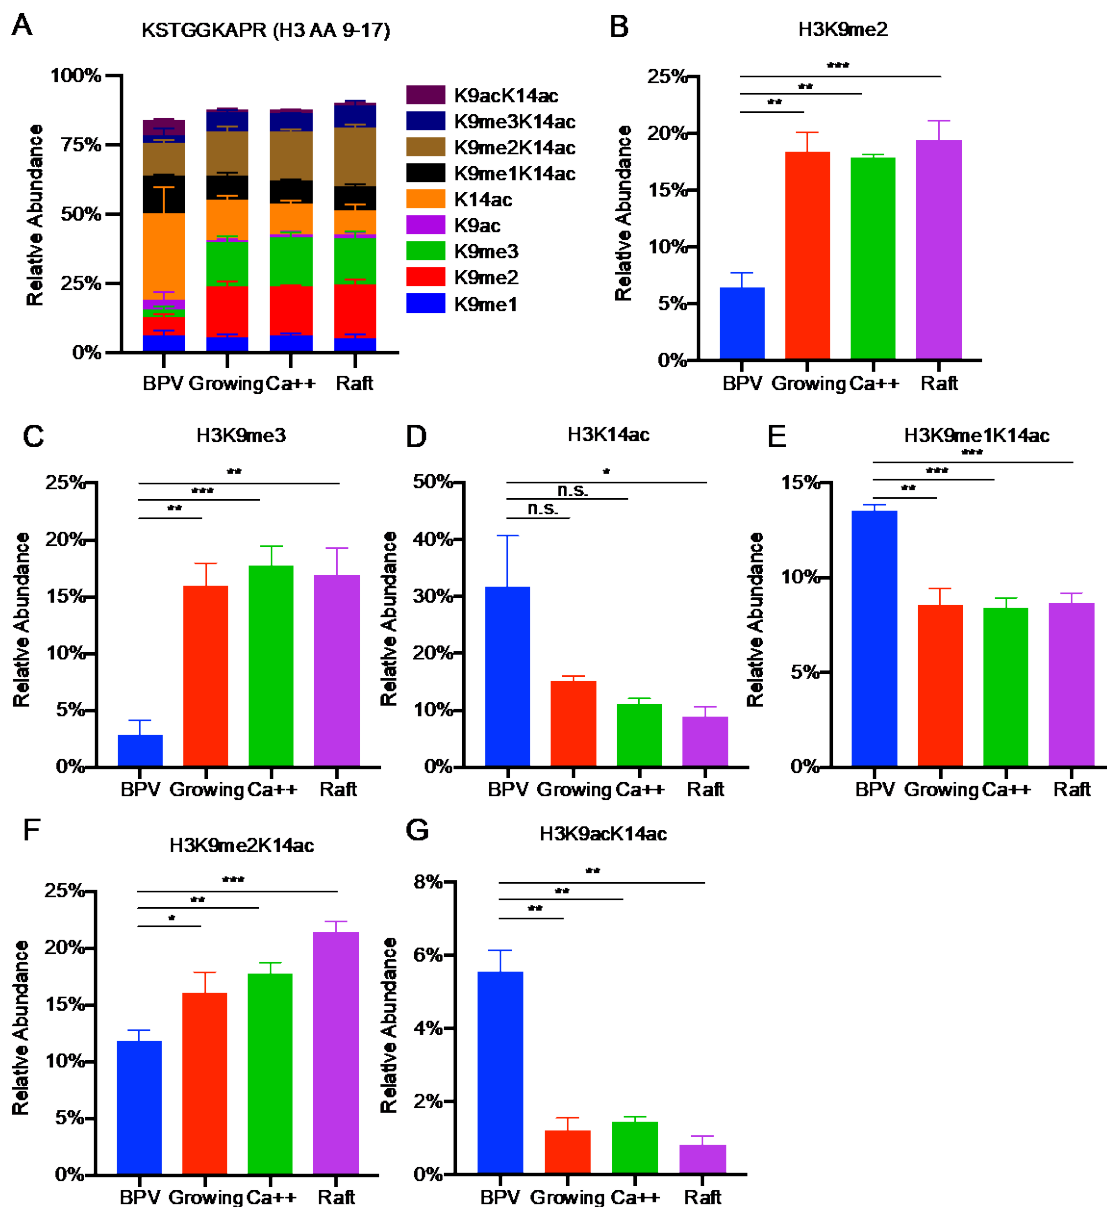 A
KSTGGKAPR (H3 AA 9-17)
Relative Abundance
100%
75%
50%
25%
0%
BPV Growing Ca++ Raft
K9acK14ac
K9me3K14ac
K9me2K14ac
K9me1K14ac
K14ac
K9ac
K9me3
K9me2
K9me1
B
H3K9me2
Relative Abundance
25%
20%
15%
10%
5%
0%
***
**
**
BPV Growing Ca++ Raft
C
H3K9me3
Relative Abundance
25%
20%
15%
10%
5%
0%
**
***
**
BPV Growing Ca++ Raft
D
H3K14ac
Relative Abundance
50%
40%
30%
20%
10%
0%
*
n.s.
n.s.
BPV Growing Ca++ Raft
E
H3K9me1K14ac
Relative Abundance
15%
10%
5%
0%
***
***
**
BPV Growing Ca++ Raft
F
H3K9me2K14ac
Relative Abundance
25%
20%
15%
10%
5%
0%
***
**
*
BPV Growing Ca++ Raft
G
H3K9acK14ac
Relative Abundance
8%
6%
4%
2%
0%
**
**
**
BPV Growing Ca++ Raft